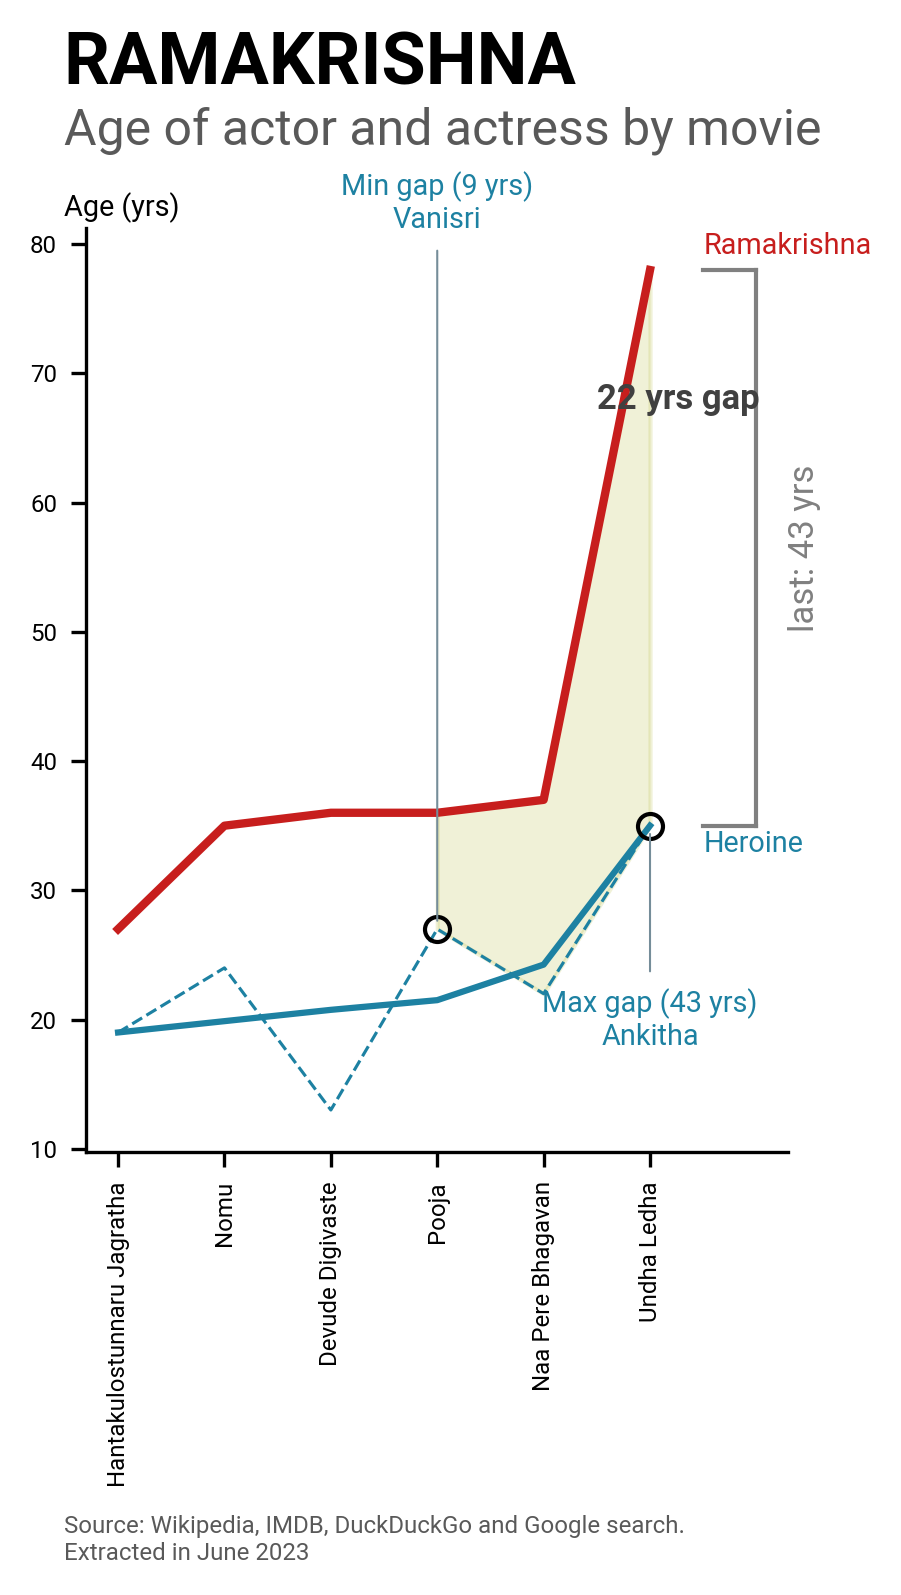 RAMAKRISHNA
Age of actor and actress by movie
Min gap (9 yrs)
Vanisri
Age (yrs)
Ramakrishna
80
70
60
50
40
30
20
10
22 yrs gap
last: 43 yrs
Heroine
Max gap (43 yrs)
Ankitha
Hantakulostunnaru Jagratha
Nomu
Devude Digivaste
Pooja
Naa Pere Bhagavan
Undha Ledha
Source: Wikipedia, IMDB, DuckDuckGo and Google search.
Extracted in June 2023